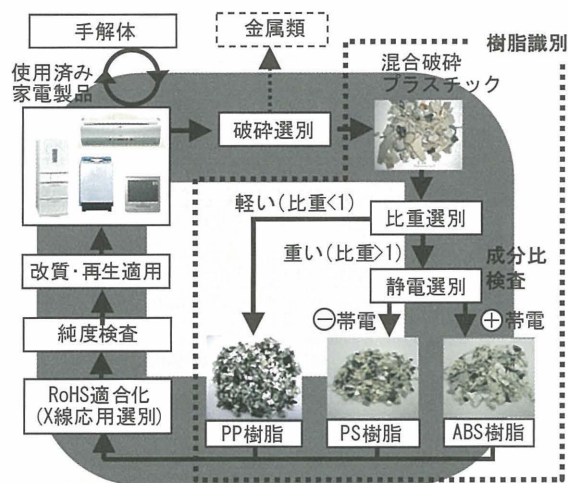 手解体
金属類
樹脂識別
使用済み
家電製品
混合破砕
プラスチック
破砕選別
軽い(比重<1)
比重選別
重い(比重>1)
成分比
検査
静電選別
改質・再生適用
⊖帯電
⊕帯電
純度検査
RoHS適合化
(X線応用選別)
PP樹脂
PS樹脂
ABS樹脂